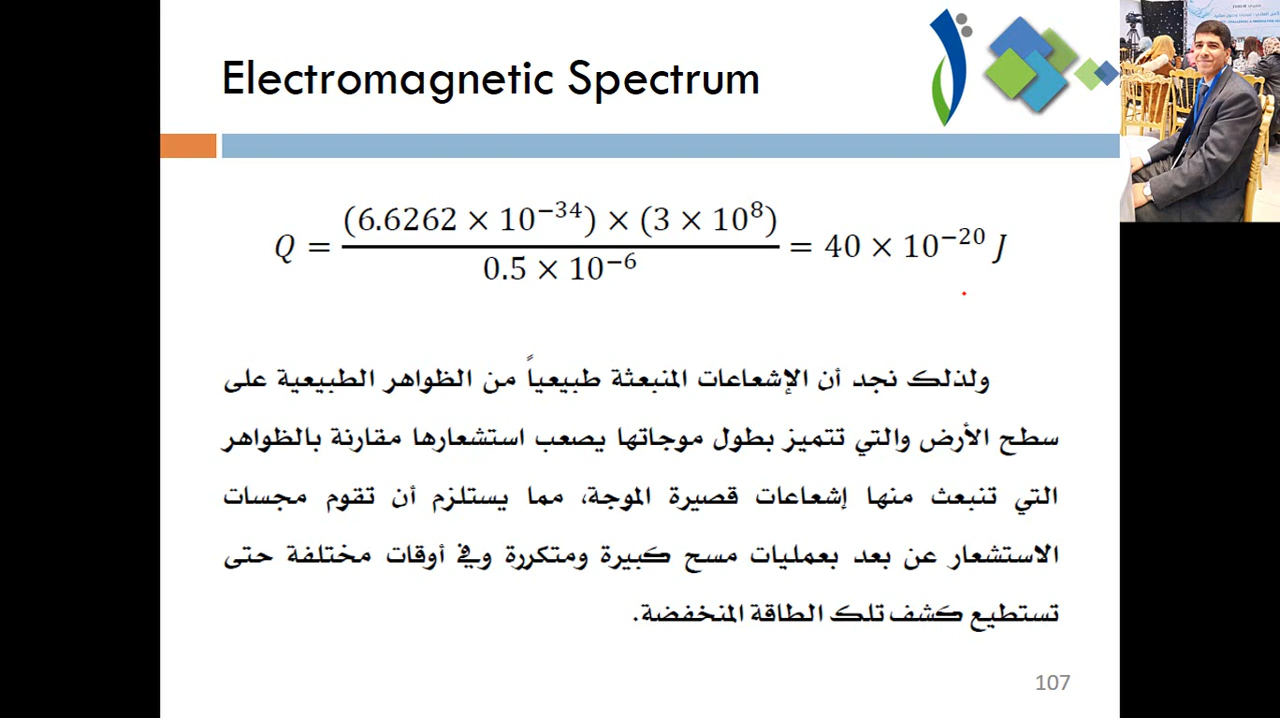 Electromagnetic Spectrum
Q = \frac{(6.6262 × 10^{-34}) × (3 × 10^{8})}{0.5 × 10^{-6}} = 40 × 10^{-20} J
ولذلك نجد أن الإشعاعات المنبعثة طبيعياً من الظواهر الطبيعية على
سطح الأرض والتي تتميز بطول موجاتها يصعب استشعارها مقارنة بالظواهر
التي تنبعث منها إشعاعات قصيرة الموجة، مما يستلزم أن تقوم مجسات
الاستشعار عن بعد بعمليات مسح كبيرة ومتكررة وفي أوقات مختلفة حتى
تستطيع كشف تلك الطاقة المنخفضة.
107